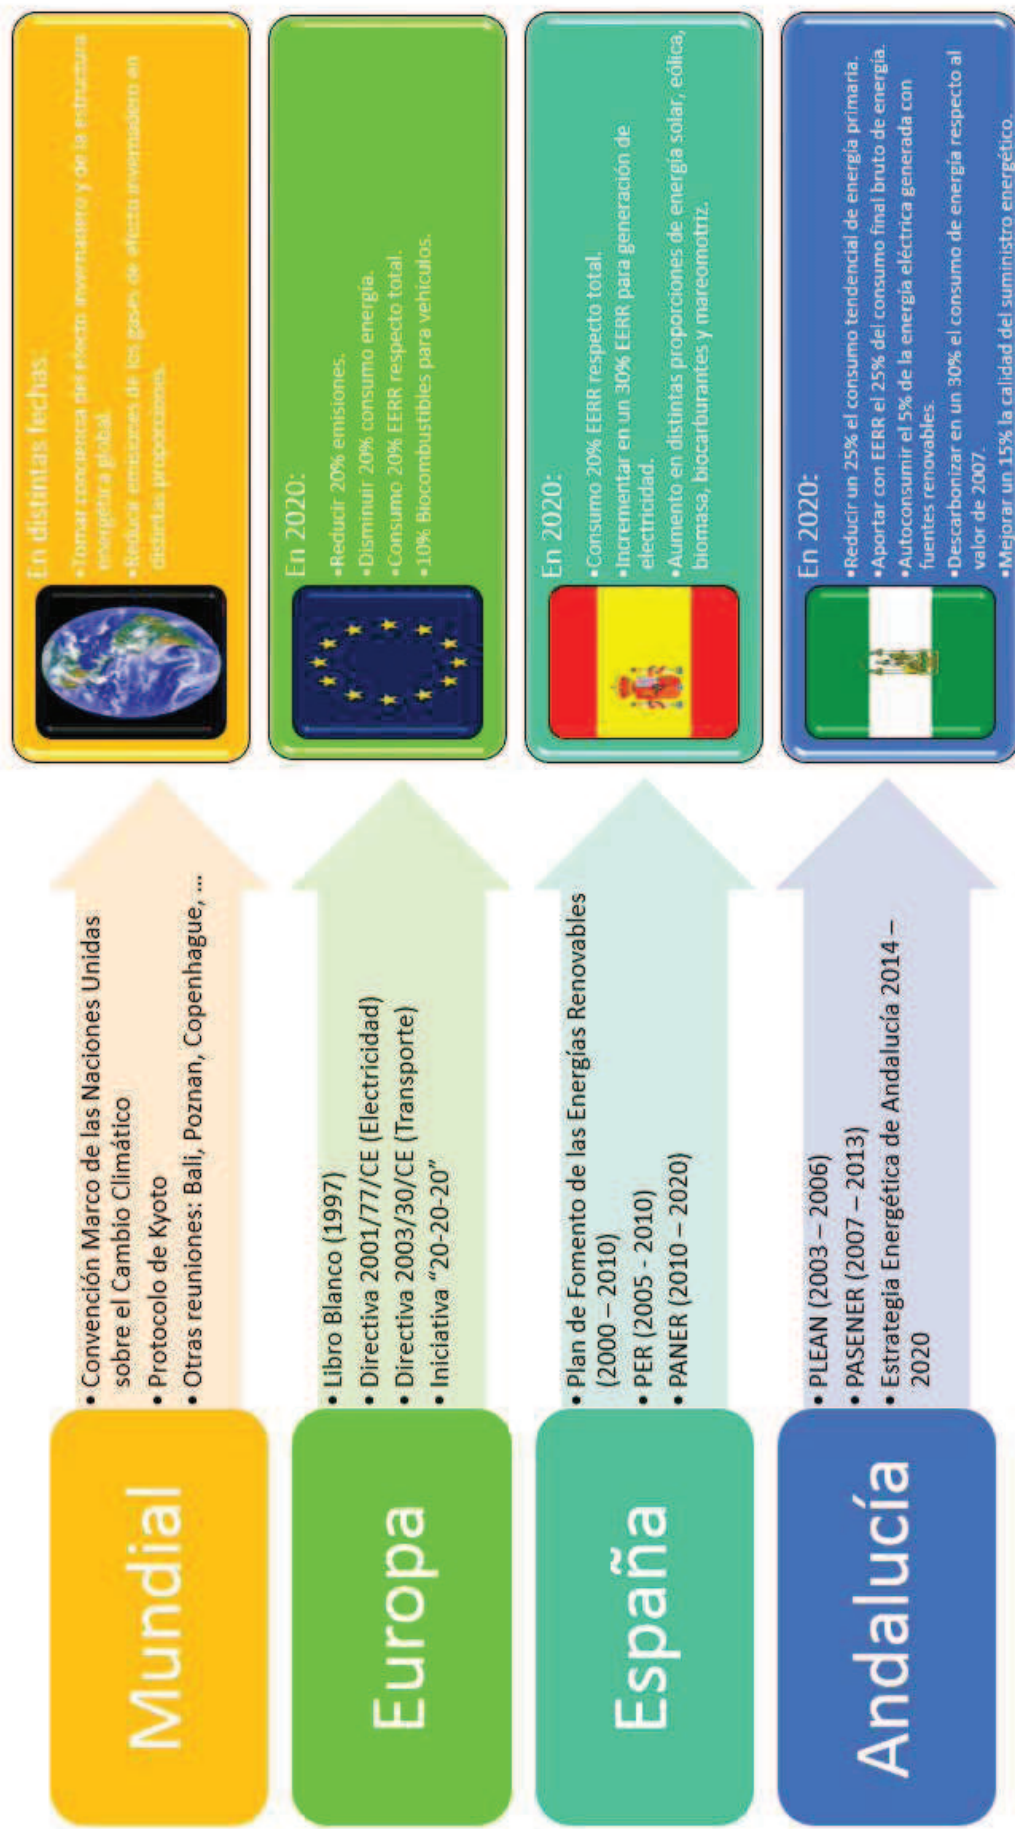 Mundial
• Convención Marco de las Naciones Unidas
sobre el Cambio Climático
• Protocolo de Kyoto
• Otras reuniones: Bali, Poznan, Copenhague, ...
En distintas fechas:
•Tomar conciencia del efecto invernadero y de la estructura
energética global.
•Reducir emisiones de los gases de efecto invernadero en
distintas proporciones.
Europa
• Libro Blanco (1997)
• Directiva 2001/77/CE (Electricidad)
• Directiva 2003/30/CE (Transporte)
• Iniciativa “20-20-20”
En 2020:
•Reducir 20% emisiones.
•Disminuir 20% consumo energía.
•Consumo 20% EERR respecto total.
•10% Biocombustibles para vehículos.
España
• Plan de Fomento de las Energías Renovables
(2000 – 2010)
• PER (2005 - 2010)
• PANER (2010 – 2020)
En 2020:
•Consumo 20% EERR respecto total.
•Incrementar en un 30% EERR para generación de
electricidad.
•Aumento en distintas proporciones de energía solar, eólica,
biomasa, biocarburantes y mareomotriz.
Andalucía
• PLEAN (2003 – 2006)
• PASENER (2007 – 2013)
• Estrategia Energética de Andalucía 2014 –
2020
En 2020:
•Reducir un 25% el consumo tendencial de energía primaria.
•Aportar con EERR el 25% del consumo final bruto de energía.
•Autoconsumir el 5% de la energía eléctrica generada con
fuentes renovables.
•Descarbonizar en un 30% el consumo de energía respecto al
valor de 2007.
•Mejorar un 15% la calidad del suministro energético.